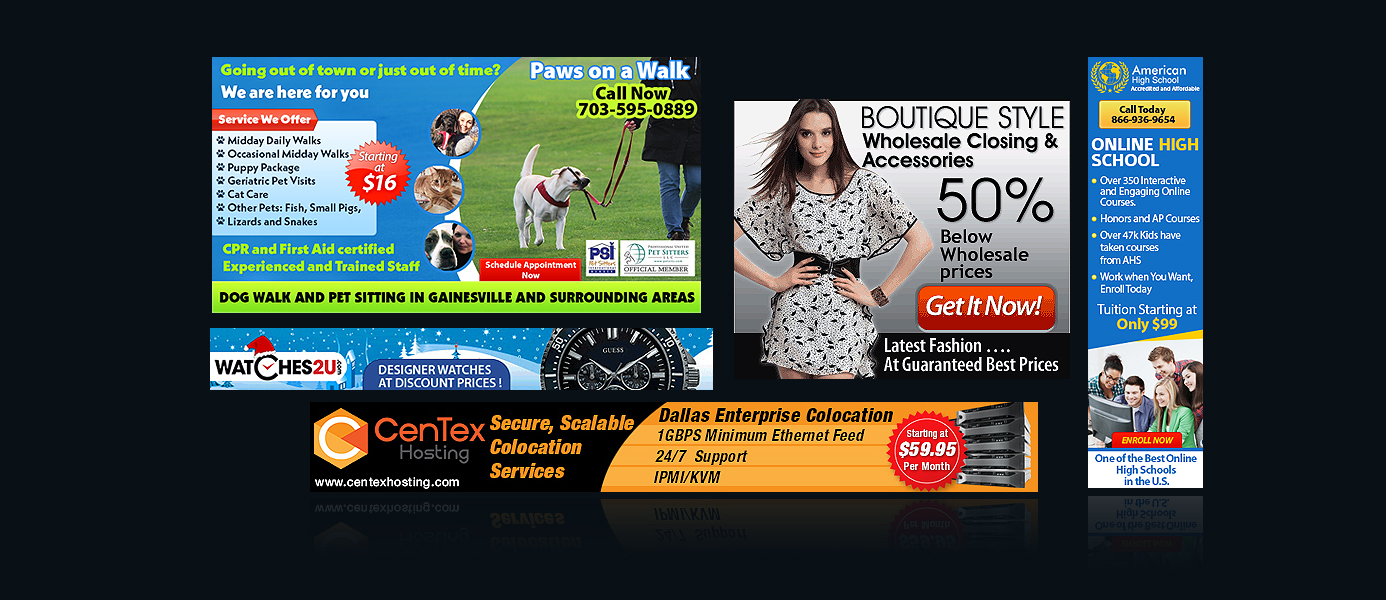 Going out of town or just out of time?
We are here for you
Service We Offer
Midday Daily Walks
Occasional Midday Walks
Puppy Package
Geriatric Pet Visits
Cat Care
Other Pets: Fish, Small Pigs,
Lizards and Snakes
Starting
at
$16
CPR and First Aid certified
Experienced and Trained Staff
Paws on a Walk
Call Now
703-595-0889
Schedule Appointment
Now
PSI
Pet Sitters
PET SITTERS
LLC
OFFICIAL MEMBER
DOG WALK AND PET SITTING IN GAINESVILLE AND SURROUNDING AREAS
WATCHES2U
DESIGNER WATCHES
AT DISCOUNT PRICES !
50
10
GUESS
BOUTIQUE STYLE
Wholesale Closing &
Accessories
50%
Below
Wholesale
prices
Get It Now!
Latest Fashion ....
At Guaranteed Best Prices
CenTex
Hosting
www.centexhosting.com
Secure, Scalable
Colocation
Services
Dallas Enterprise Colocation
1GBPS Minimum Ethernet Feed
24/7 Support
IPMI/KVM
Starting at
$59.95
Per Month
American
High School
Accredited and Affordable
Call Today
866-936-9654
ONLINE HIGH
SCHOOL
Over 350 Interactive
and Engaging Online
Courses.
Honors and AP Courses
Over 47k Kids have
taken courses
from AHS
Work when You Want,
Enroll Today
Tuition Starting at
Only $99
ENROLL NOW
One of the Best Online
High Schools
in the U.S.